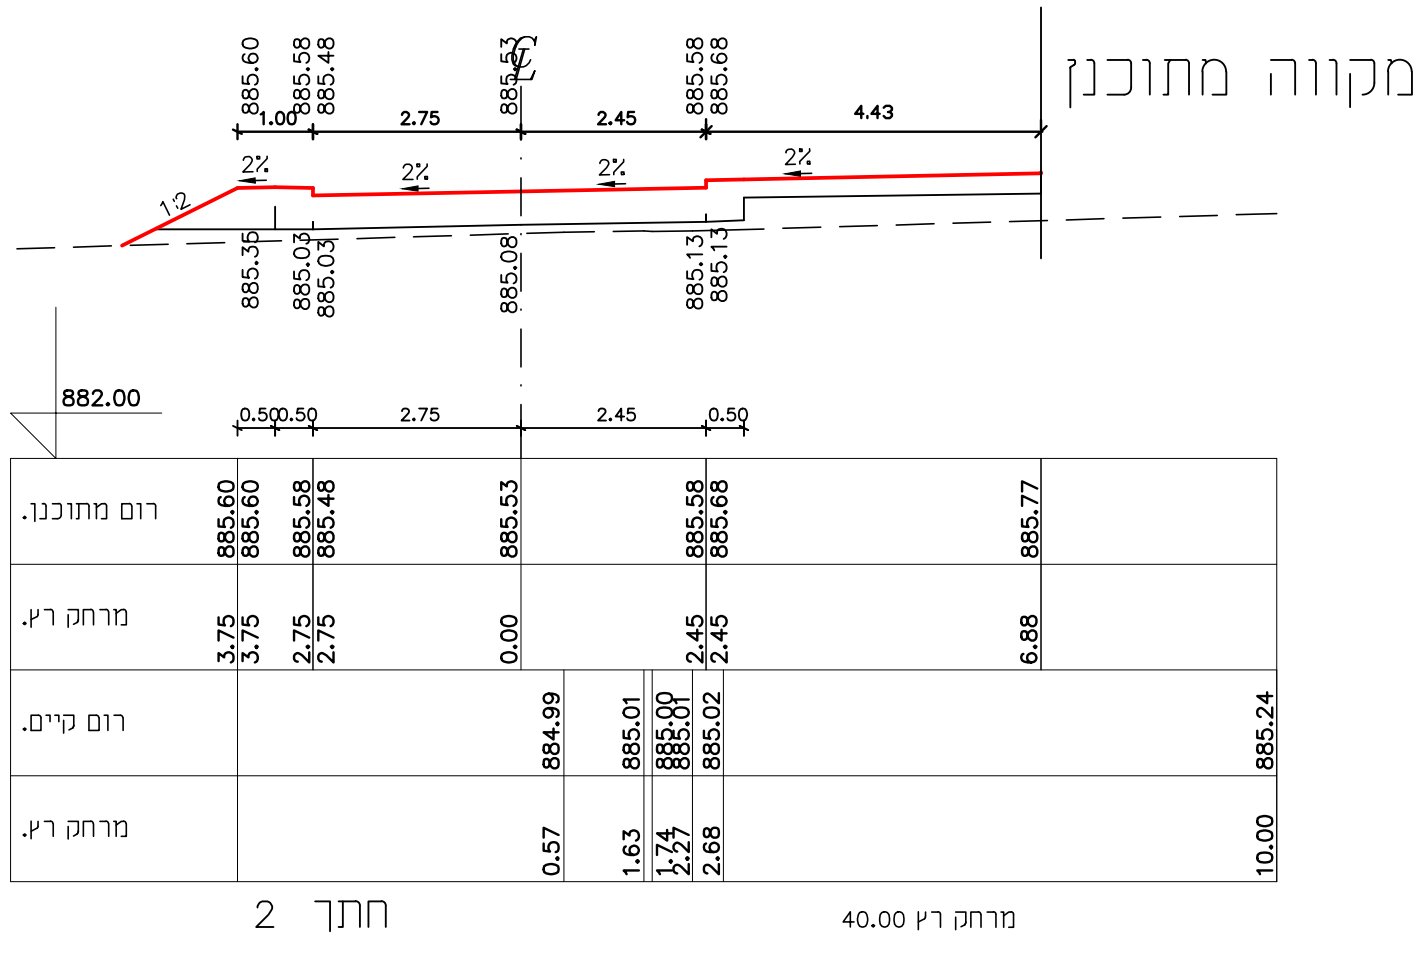 885.60 885.58 885.48 885.53 885.58 885.68
℄
מקווה מתוכנן
1.00 2.75 2.45 4.43
2% 2% 2% 2%
1:2
885.35 885.03 885.03 885.08 885.13 885.13
882.00
0.50 0.50 2.75 2.45 0.50
רום מתוכנן. 885.60 885.60 885.58 885.48 885.53 885.58 885.68 885.77
מרחק רץ. 3.75 3.75 2.75 2.75 0.00 2.45 2.45 6.88
רום קיים. 884.99 885.01 885.00 885.01 885.02 885.24
מרחק רץ. 0.57 1.63 1.74 2.27 2.68 10.00
חתך 2
מרחק רץ 40.00